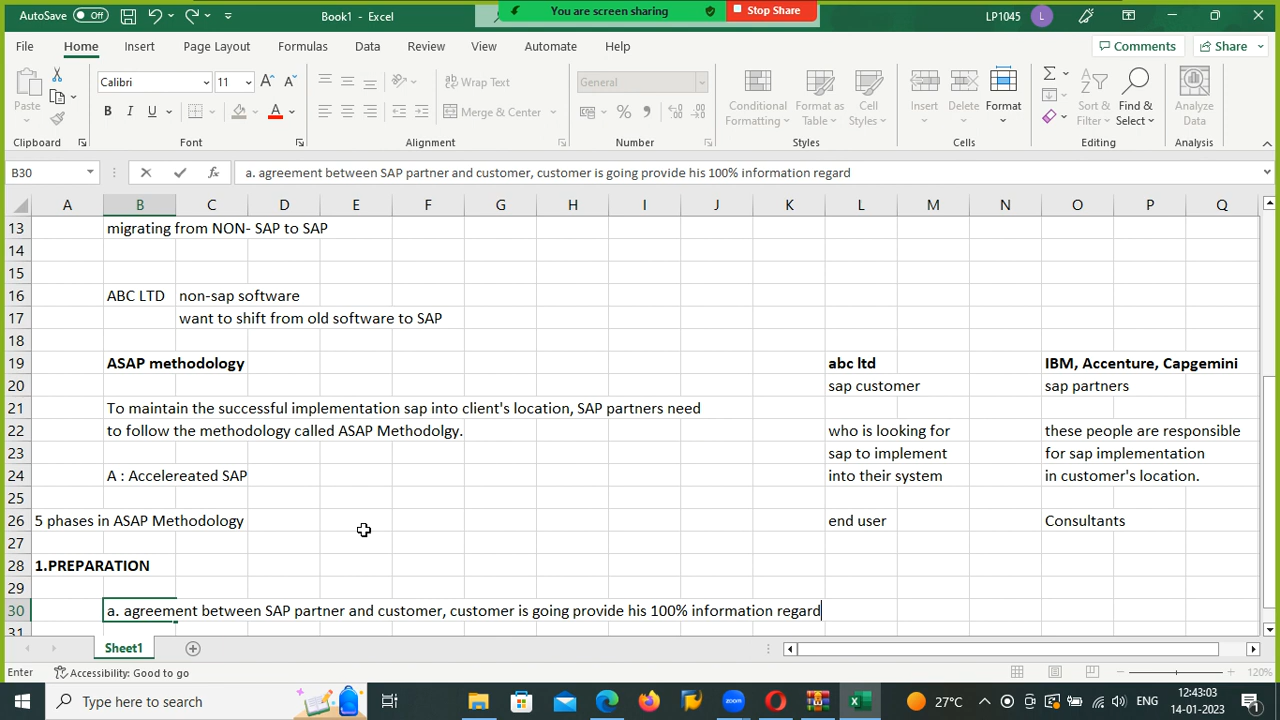 AutoSave Off Book1 - Excel You are screen sharing Stop Share LP1045 L
File Home Insert Page Layout Formulas Data Review View Automate Help Comments Share
Paste Calibri 11 A A Wrap Text General Conditional Formatting Format as Table Cell Styles Insert Delete Format Sort & Filter Find & Select Analyze Data
B I U A Merge & Center % ,
Clipboard Font Alignment Number Styles Cells Editing Analysis
B30 fx a. agreement between SAP partner and customer, customer is going provide his 100% information regard
A B C D E F G H I J K L M N O P Q
13 migrating from NON- SAP to SAP
14
15
16 ABC LTD non-sap software
17 want to shift from old software to SAP
18
19 ASAP methodology abc ltd IBM, Accenture, Capgemini
20 sap customer sap partners
21 To maintain the successful implementation sap into client's location, SAP partners need
22 to follow the methodology called ASAP Methodolgy. who is looking for these people are responsible
23 sap to implement for sap implementation
24 A : Accelereated SAP into their system in customer's location.
25
26 5 phases in ASAP Methodology end user Consultants
27
28 1.PREPARATION
29
30 a. agreement between SAP partner and customer, customer is going provide his 100% information regard
31
Sheet1
Enter Accessibility: Good to go 120%
Type here to search zoom 27°C ENG 12:43:03
14-01-2023 1